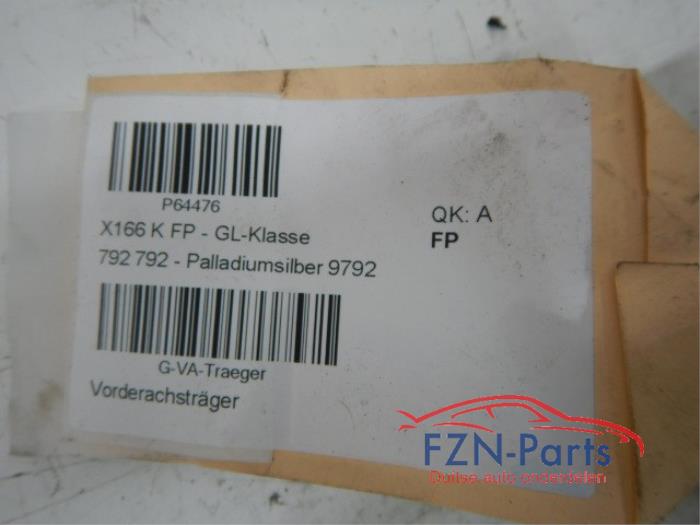 P64476
X166 K FP - GL-Klasse
QK: A
FP
792 792 - Palladiumsilber 9792
G-VA-Traeger
Vorderachsträger
FZN-Parts
Duitse auto onderdelen